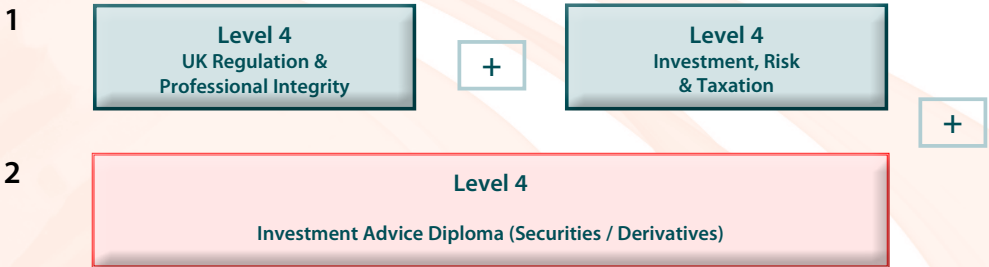 1
Level 4
UK Regulation &
Professional Integrity
+
Level 4
Investment, Risk
& Taxation
+
2
Level 4
Investment Advice Diploma (Securities / Derivatives)